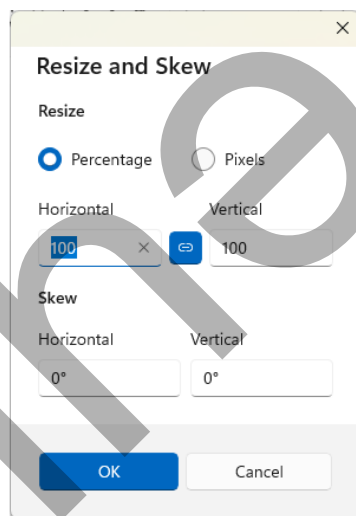 Resize and Skew
Resize
Percentage Pixels
Horizontal Vertical
100 100
Skew
Horizontal Vertical
0° 0°
OK Cancel